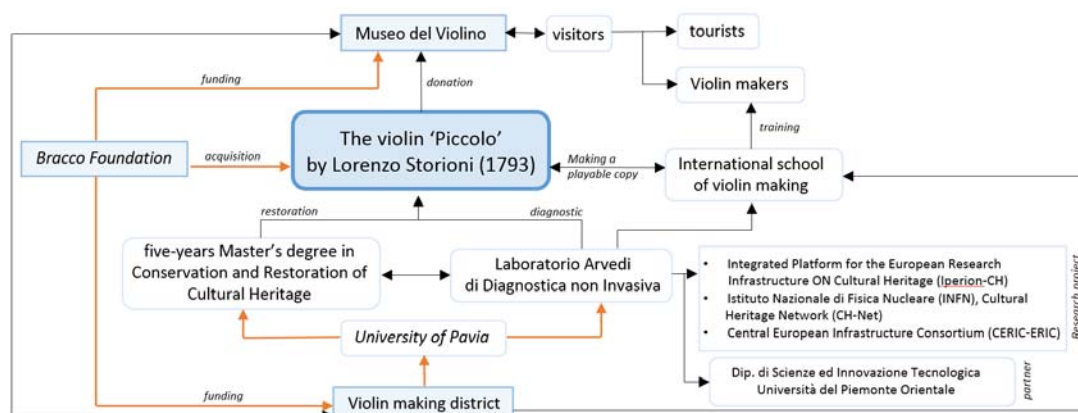 Museo del Violino
visitors
tourists
funding
donation
Violin makers
The violin ‘Piccolo’
by Lorenzo Storioni (1793)
training
Bracco Foundation
acquisition
Making a
playable copy
International school
of violin making
restoration
diagnostic
five-years Master’s degree in
Conservation and Restoration of
Cultural Heritage
Laboratorio Arvedi
di Diagnostica non Invasiva
• Integrated Platform for the European Research
Infrastructure ON Cultural Heritage (Iperion-CH)
• Istituto Nazionale di Fisica Nucleare (INFN), Cultural
Heritage Network (CH-Net)
• Central European Infrastructure Consortium (CERIC-ERIC)
Research project
University of Pavia
Dip. di Scienze ed Innovazione Tecnologica
Università del Piemonte Orientale
partner
funding
Violin making district